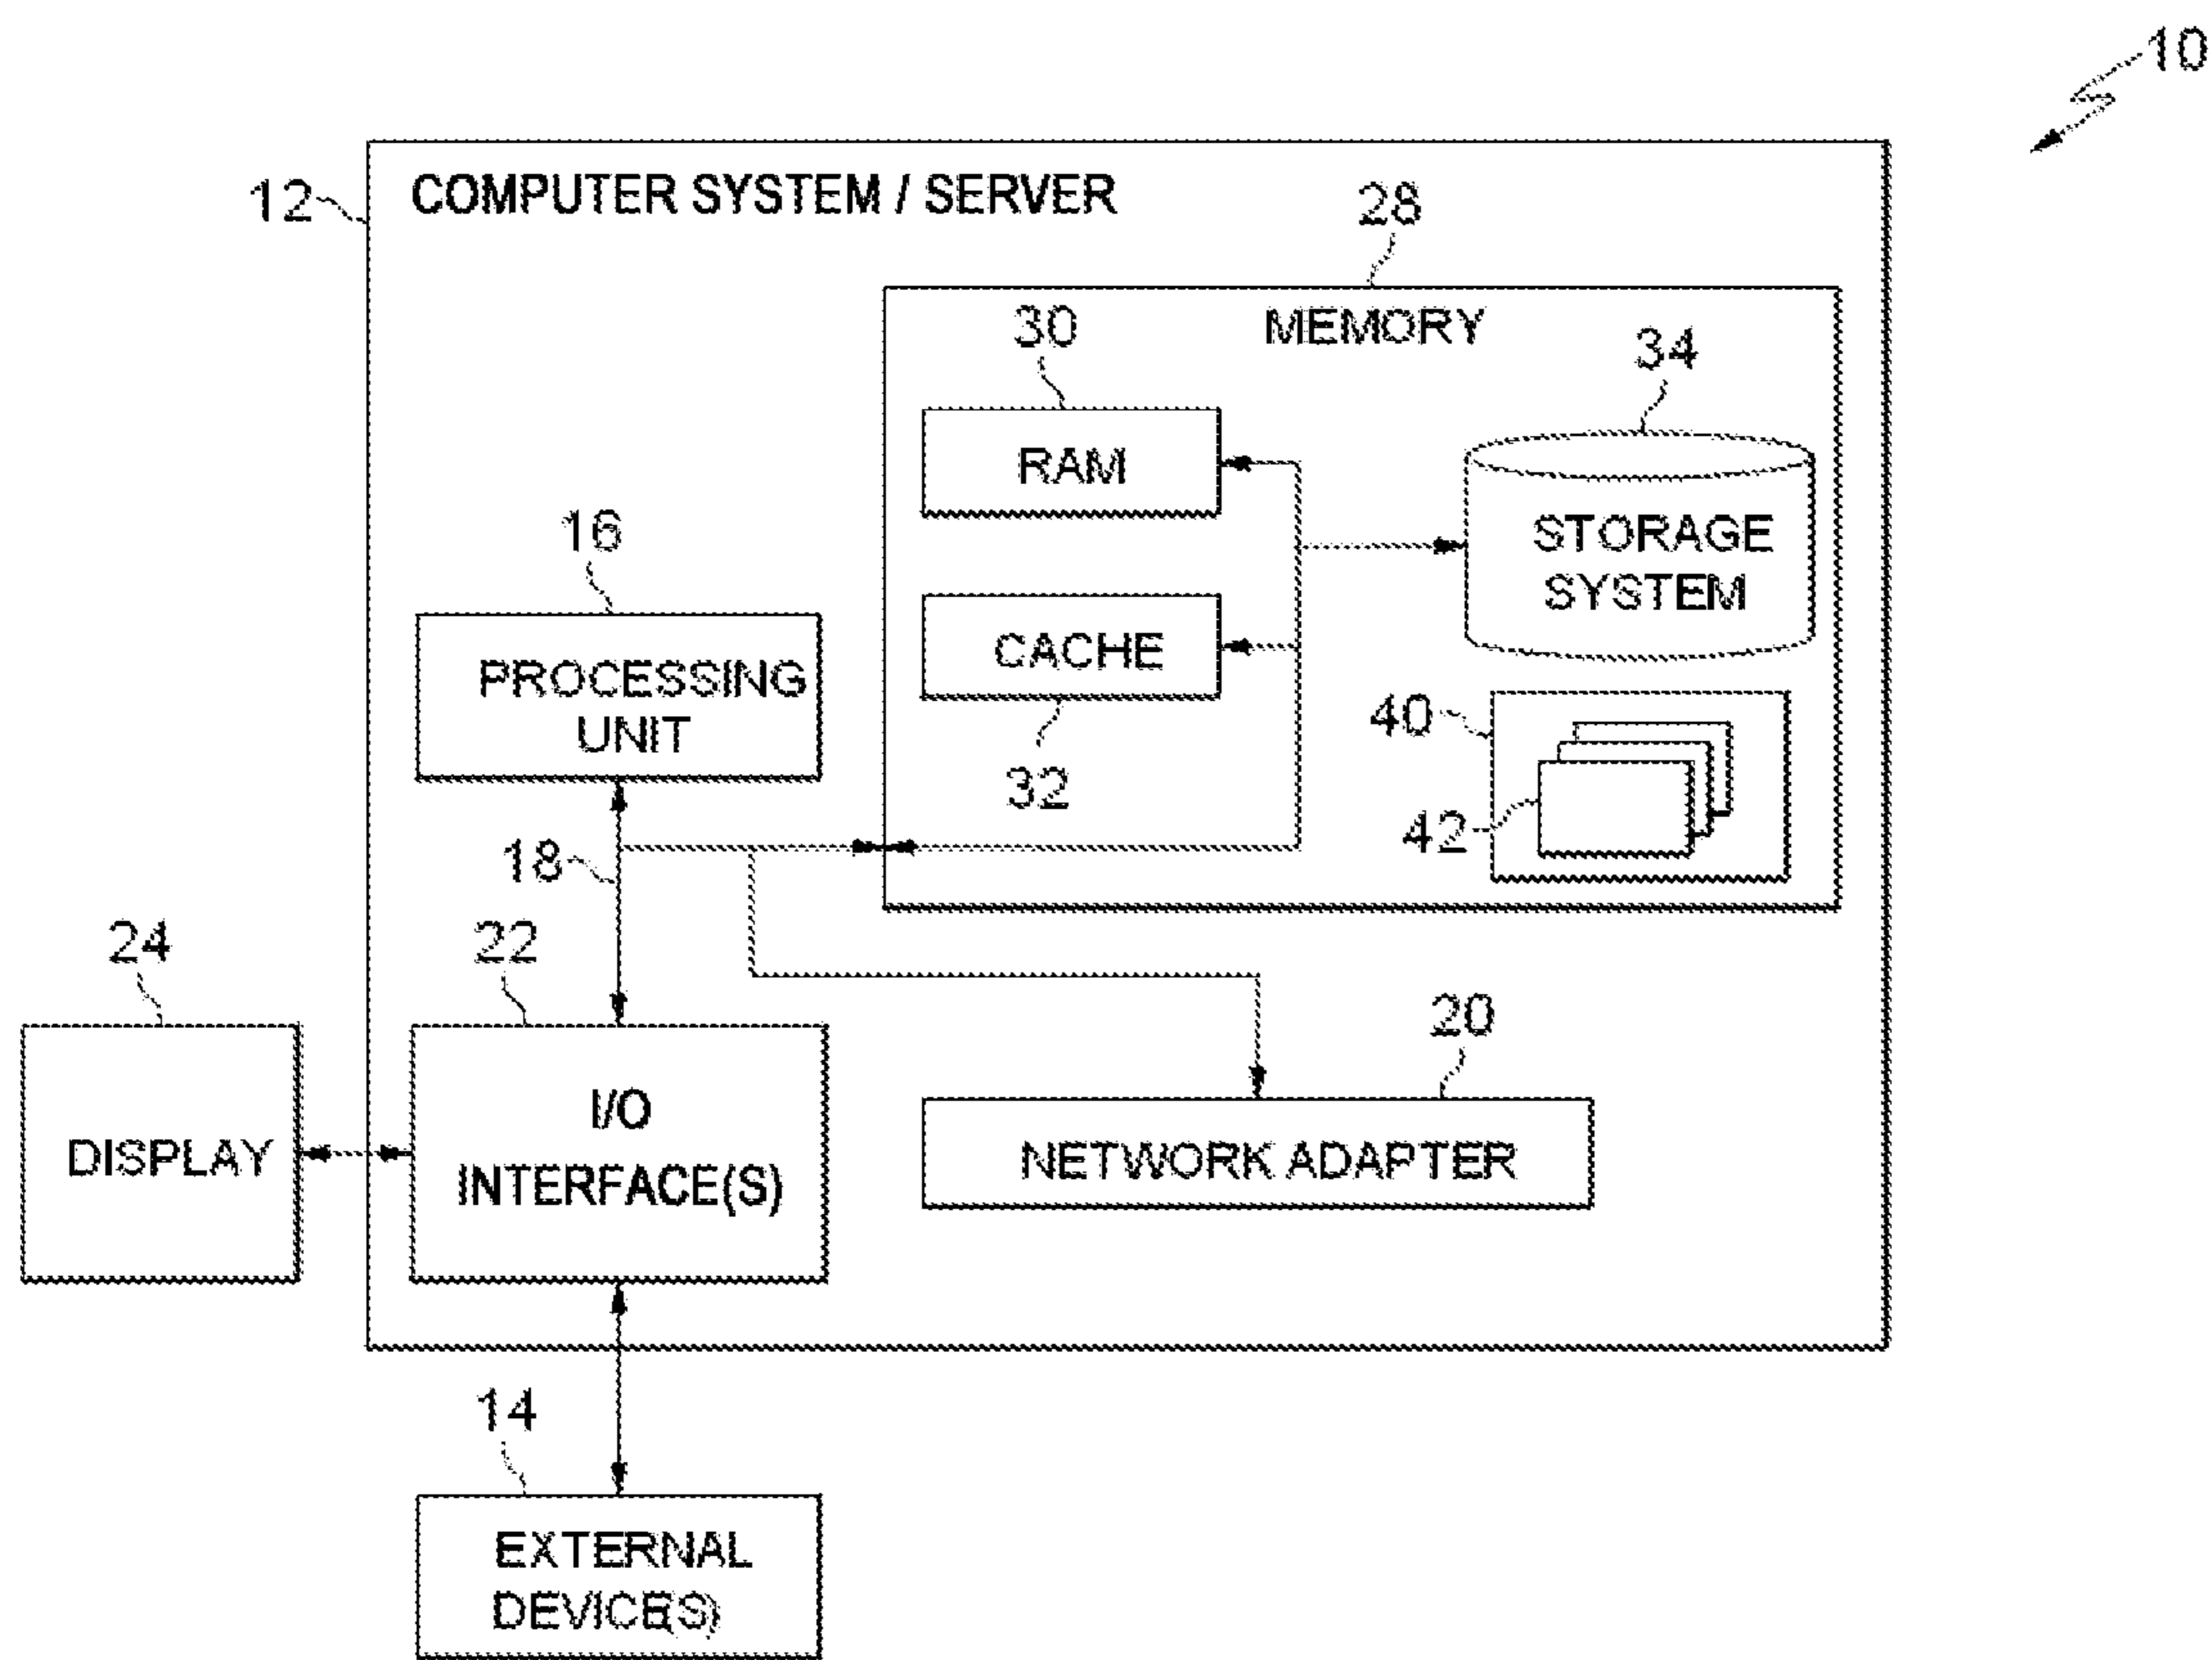 10
12
COMPUTER SYSTEM / SERVER
28
MEMORY
30
RAM
34
STORAGE
SYSTEM
16
PROCESSING
UNIT
CACHE
32
40
42
18
24
DISPLAY
22
I/O
INTERFACE(S)
20
NETWORK ADAPTER
14
EXTERNAL
DEVICE(S)